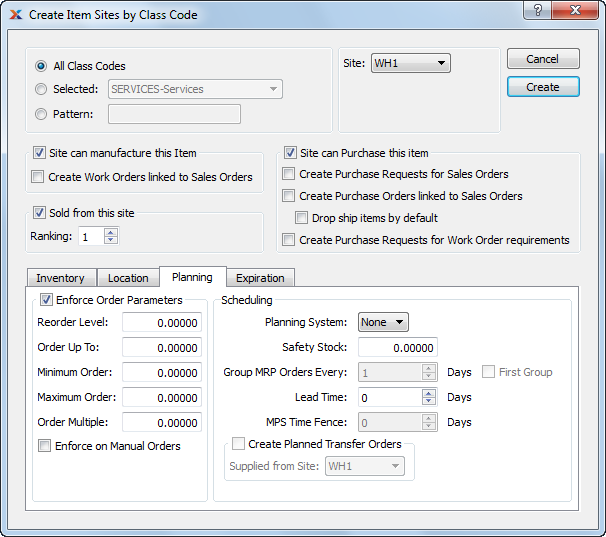 Create Item Sites by Class Code
?
All Class Codes
Selected: SERVICES-Services
Pattern:
Site: WH1
Cancel
Create
Site can manufacture this Item
Create Work Orders linked to Sales Orders
Sold from this site
Ranking: 1
Site can Purchase this item
Create Purchase Requests for Sales Orders
Create Purchase Orders linked to Sales Orders
Drop ship items by default
Create Purchase Requests for Work Order requirements
Inventory Location Planning Expiration
Enforce Order Parameters
Reorder Level: 0.00000
Order Up To: 0.00000
Minimum Order: 0.00000
Maximum Order: 0.00000
Order Multiple: 0.00000
Enforce on Manual Orders
Scheduling
Planning System: None
Safety Stock: 0.00000
Group MRP Orders Every: 1 Days First Group
Lead Time: 0 Days
MPS Time Fence: 0 Days
Create Planned Transfer Orders
Supplied from Site: WH1